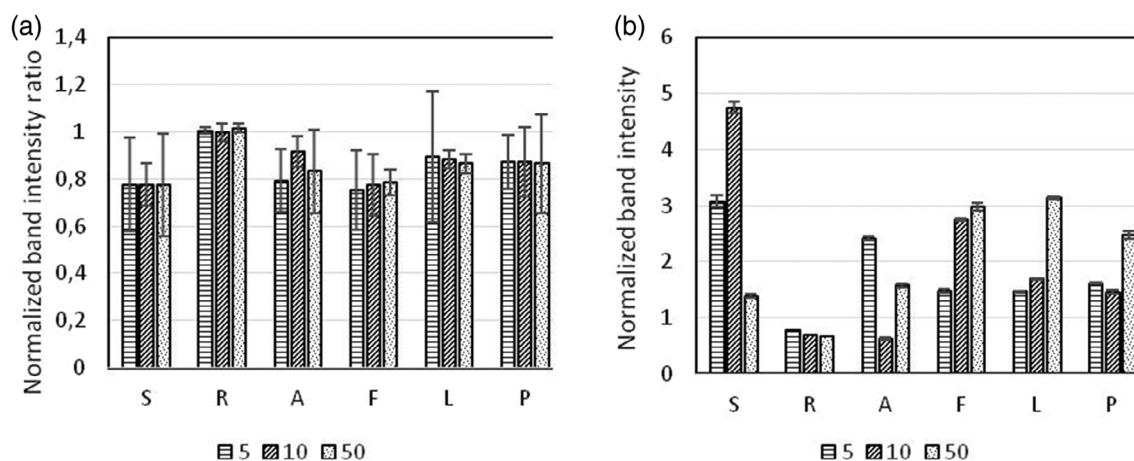 (a)
Normalized band intensity ratio
1,4
1,2
1
0,8
0,6
0,4
0,2
0
S R A F L P
5 10 50
(b)
Normalized band intensity
6
5
4
3
2
1
0
S R A F L P
5 10 50